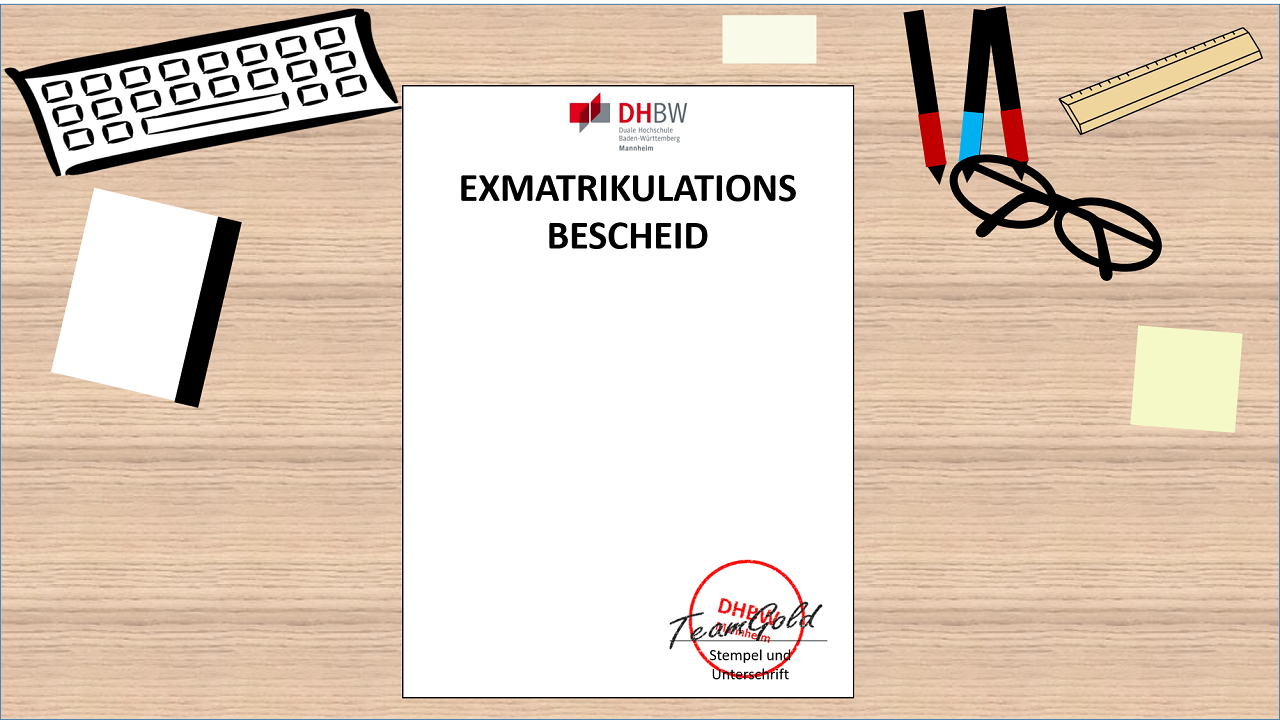 DHBW
Duale Hochschule
Baden-Württemberg
Mannheim
EXMATRIKULATIONS
BESCHEID
DHBW
Mannheim
TeamGold
Stempel und
Unterschrift